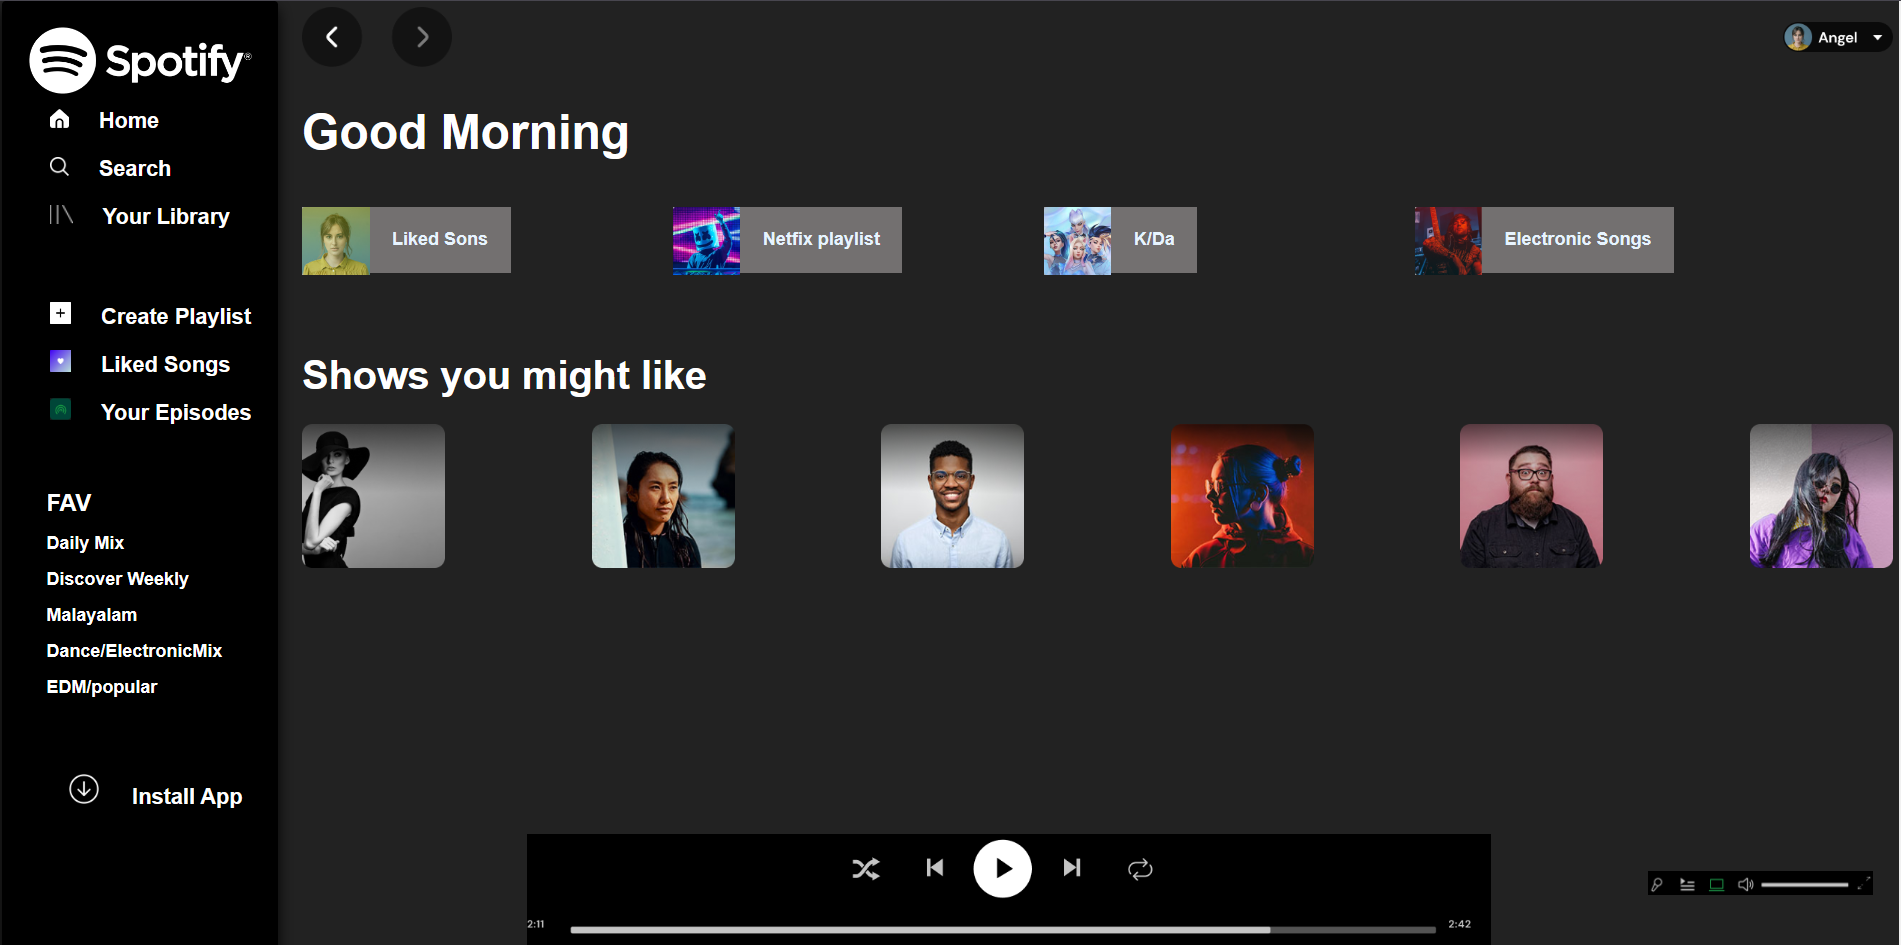 Spotify®
Home
Search
Your Library
Create Playlist
Liked Songs
Your Episodes
FAV
Daily Mix
Discover Weekly
Malayalam
Dance/ElectronicMix
EDM/popular
Install App
Angel
Good Morning
Liked Sons
Netfix playlist
K/Da
Electronic Songs
Shows you might like
2:11
2:42